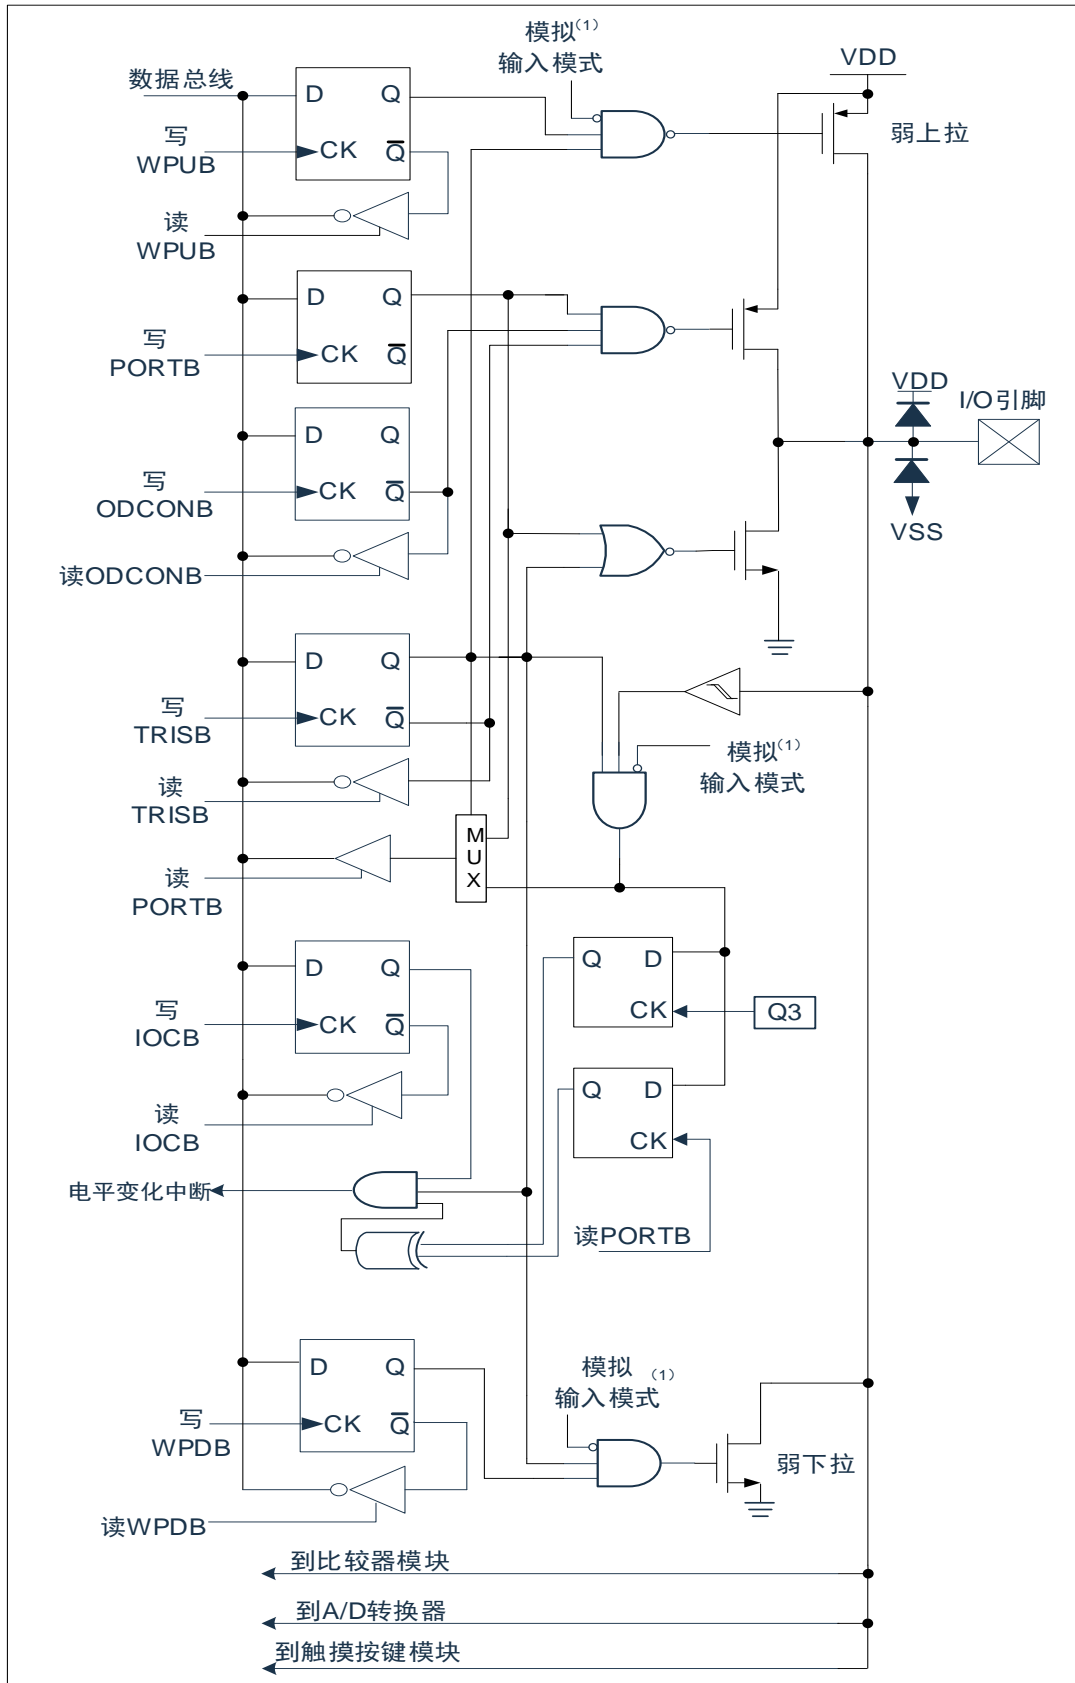 模拟(1)
输入模式
VDD
数据总线
D Q
弱上拉
写
WPUB
CK Q
读
WPUB
D Q
写
PORTB
CK Q
VDD
I/O引脚
D Q
写
ODCONB
CK Q
VSS
读ODCONB
D Q
写
TRISB
CK Q
模拟(1)
输入模式
读
TRISB
M
U
X
读
PORTB
Q D
D Q
CK
Q3
写
IOCB
CK Q
Q D
读
IOCB
CK
电平变化中断
读PORTB
模拟(1)
输入模式
D Q
写
WPDB
CK Q
弱下拉
读WPDB
到比较器模块
到A/D转换器
到触摸按键模块